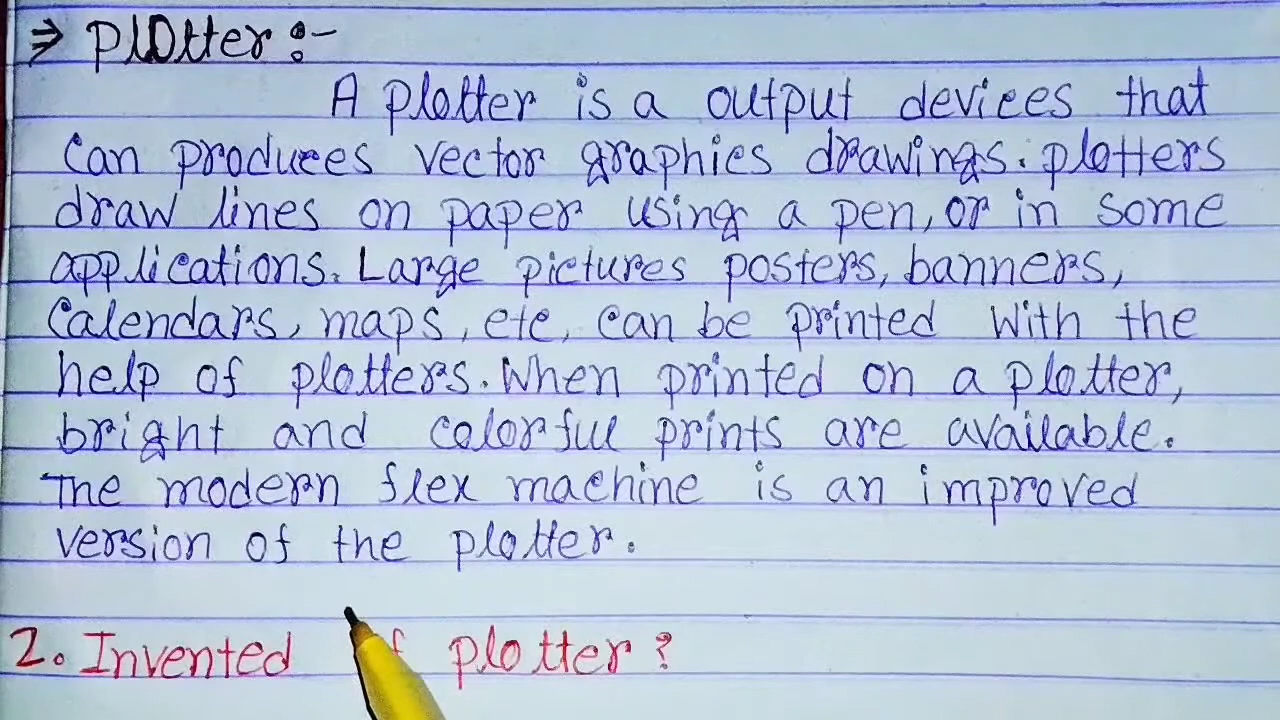 ⇒ Plotter:-
A plotter is a output devices that
can produces vector graphics drawings. plotters
draw lines on paper using a pen, or in some
applications. Large pictures posters, banners,
Calendars, maps, etc, can be printed with the
help of plotters. When printed on a plotter,
bright and colorful prints are available.
The modern flex machine is an improved
version of the plotter.
2. Invented of plotter?